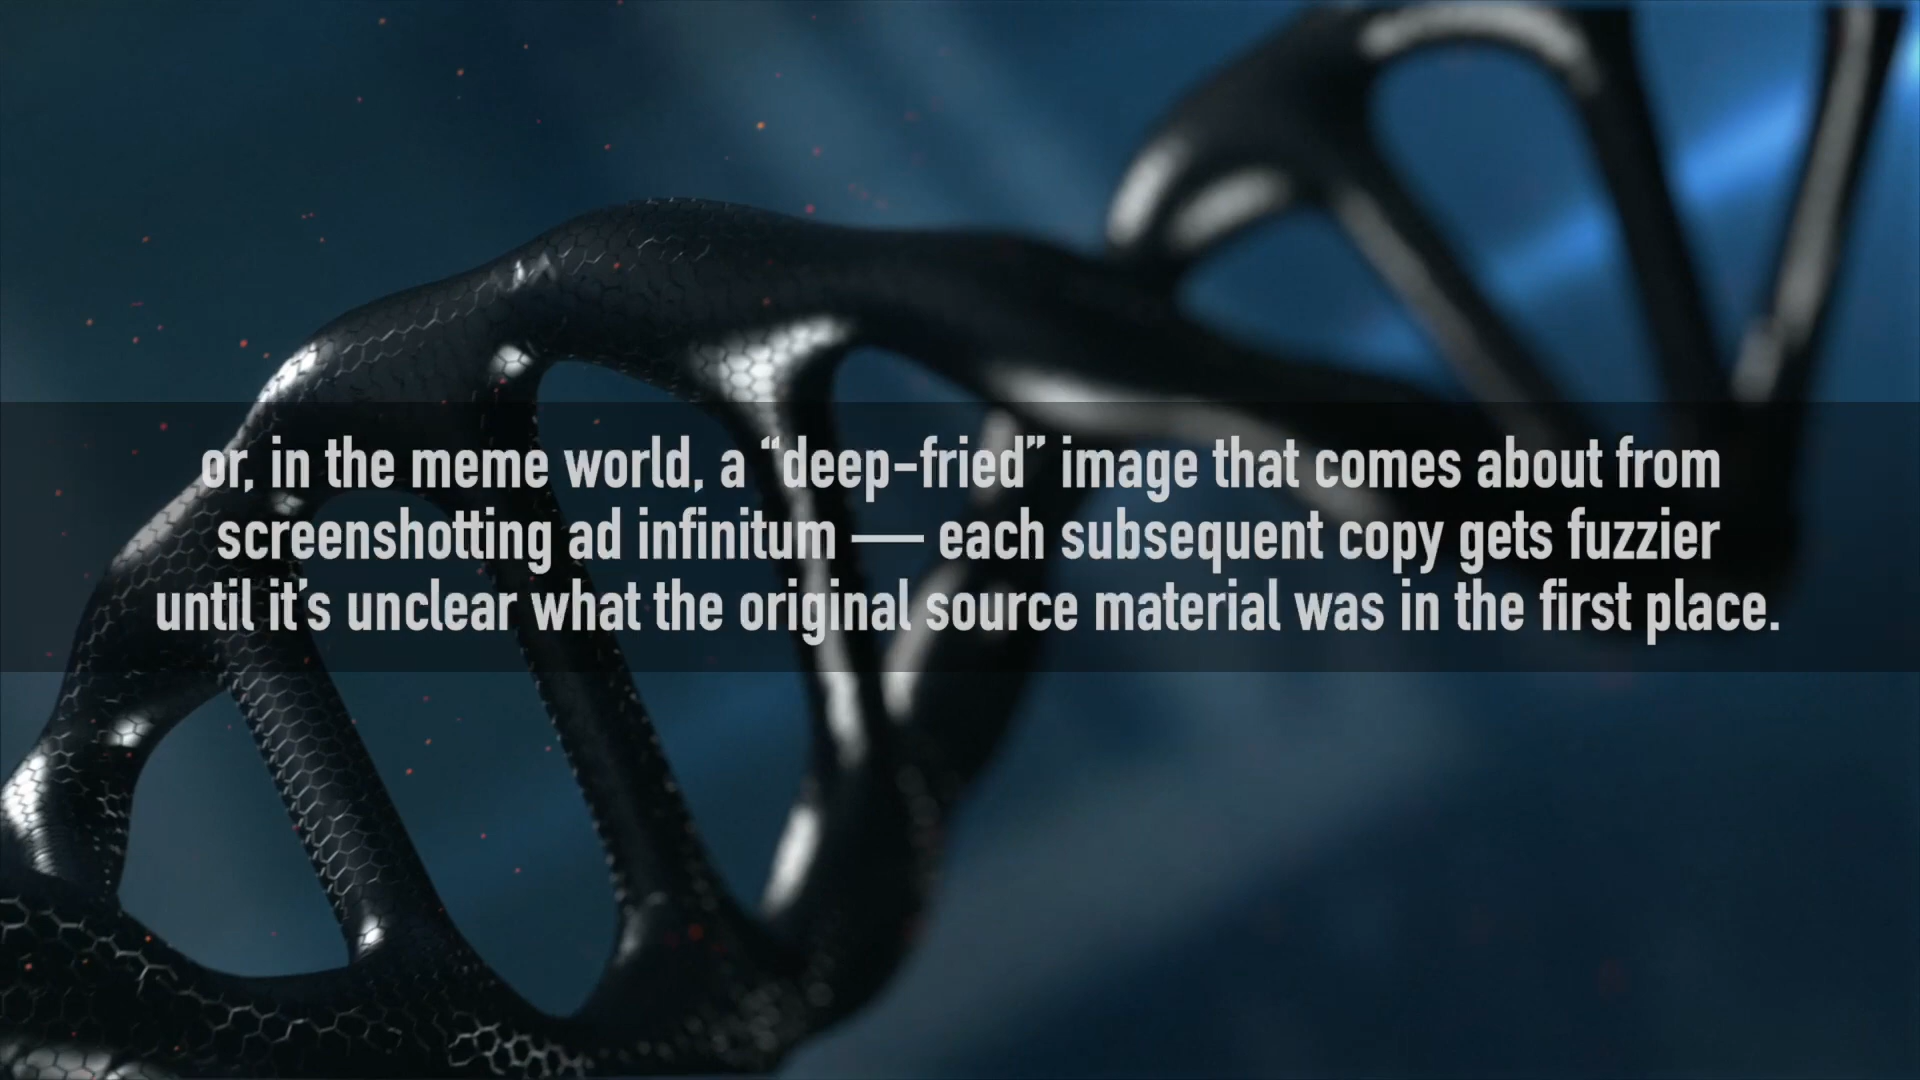 or, in the meme world, a “deep-fried” image that comes about from
screenshotting ad infinitum — each subsequent copy gets fuzzier
until it’s unclear what the original source material was in the first place.